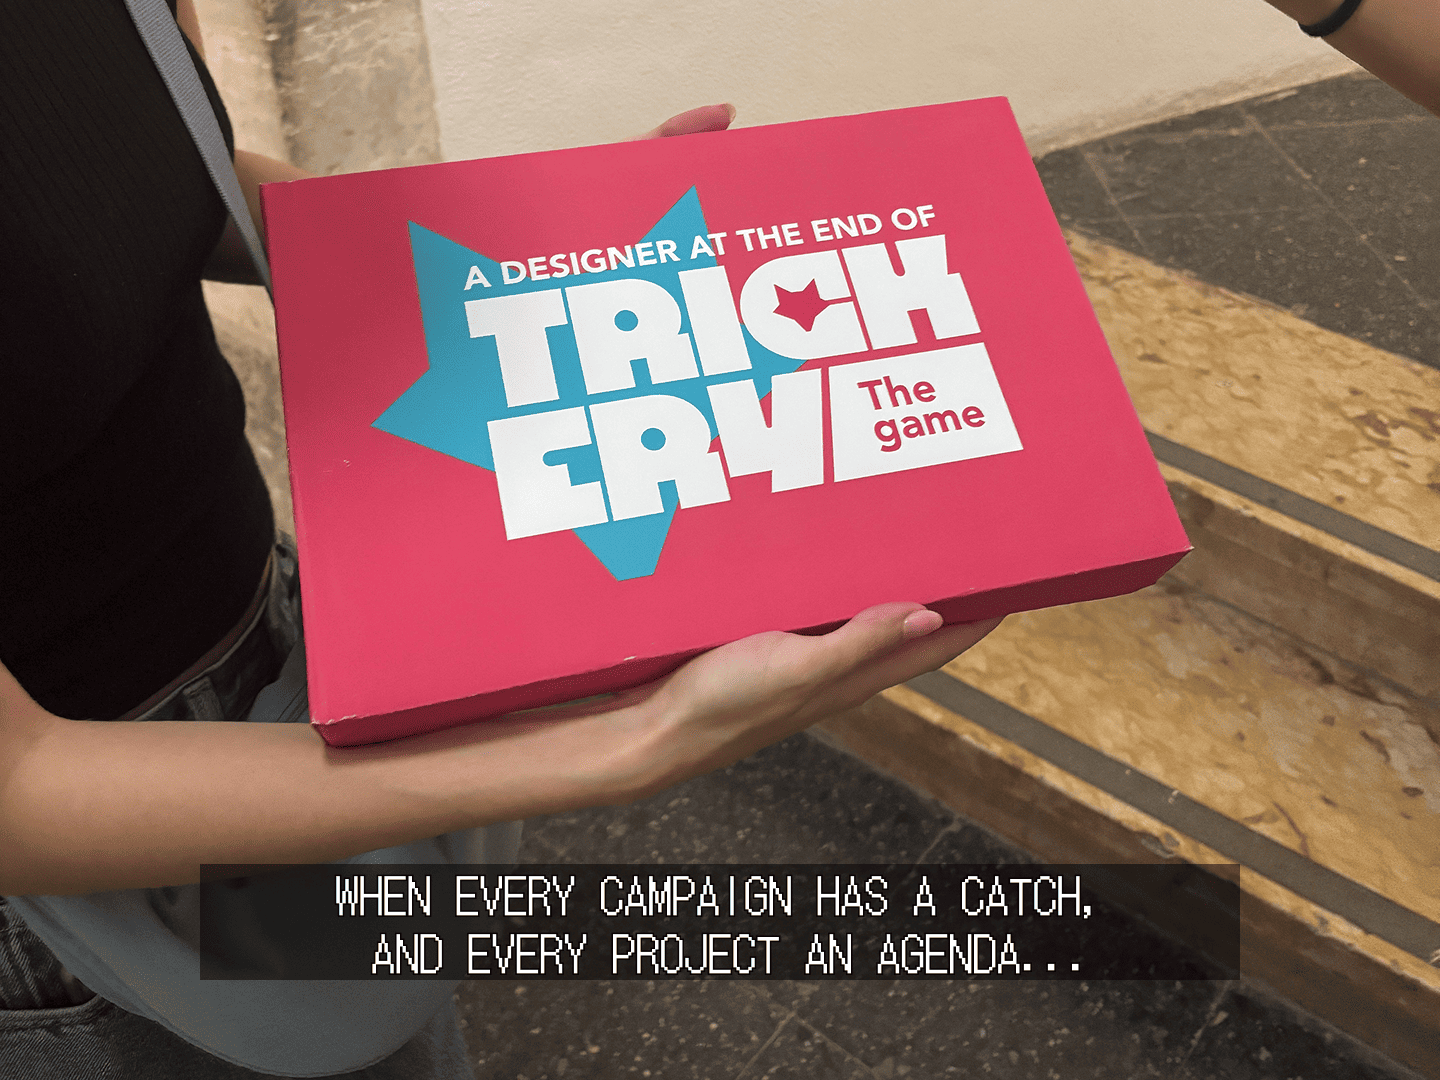 A DESIGNER AT THE END OF
TRICK
ERY
The
game
WHEN EVERY CAMPAIGN HAS A CATCH,
AND EVERY PROJECT AN AGENDA...